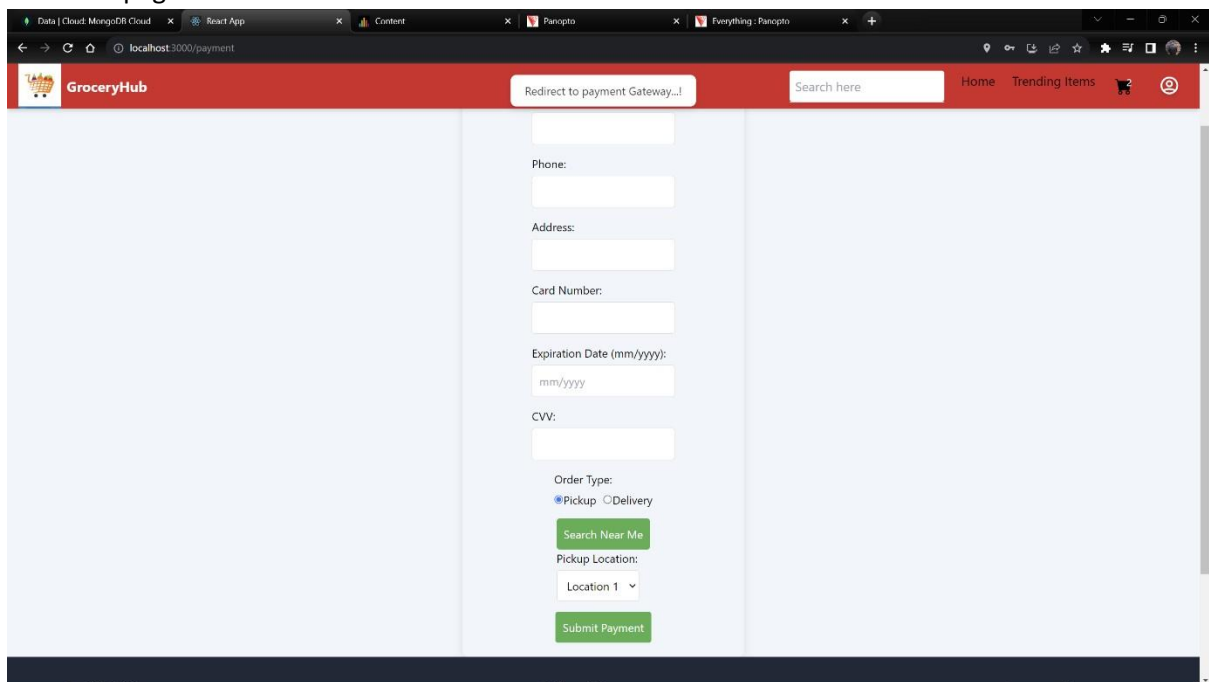 Data | Cloud: MongoDB Cloud
React App
Content
Panopto
Everything : Panopto
localhost:3000/payment
GroceryHub
Redirect to payment Gateway...!
Search here
Home
Trending Items
2
Phone:
Address:
Card Number:
Expiration Date (mm/yyyy):
mm/yyyy
CVV:
Order Type:
Pickup Delivery
Search Near Me
Pickup Location:
Location 1
Submit Payment